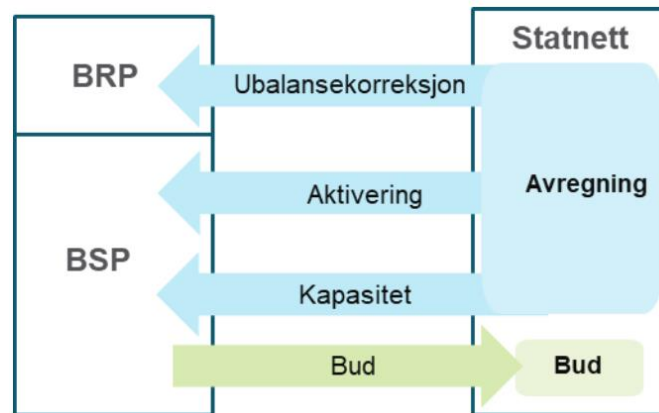 Statnett
BRP
Ubalansekorreksjon
Aktivering
Avregning
BSP
Kapasitet
Bud
Bud